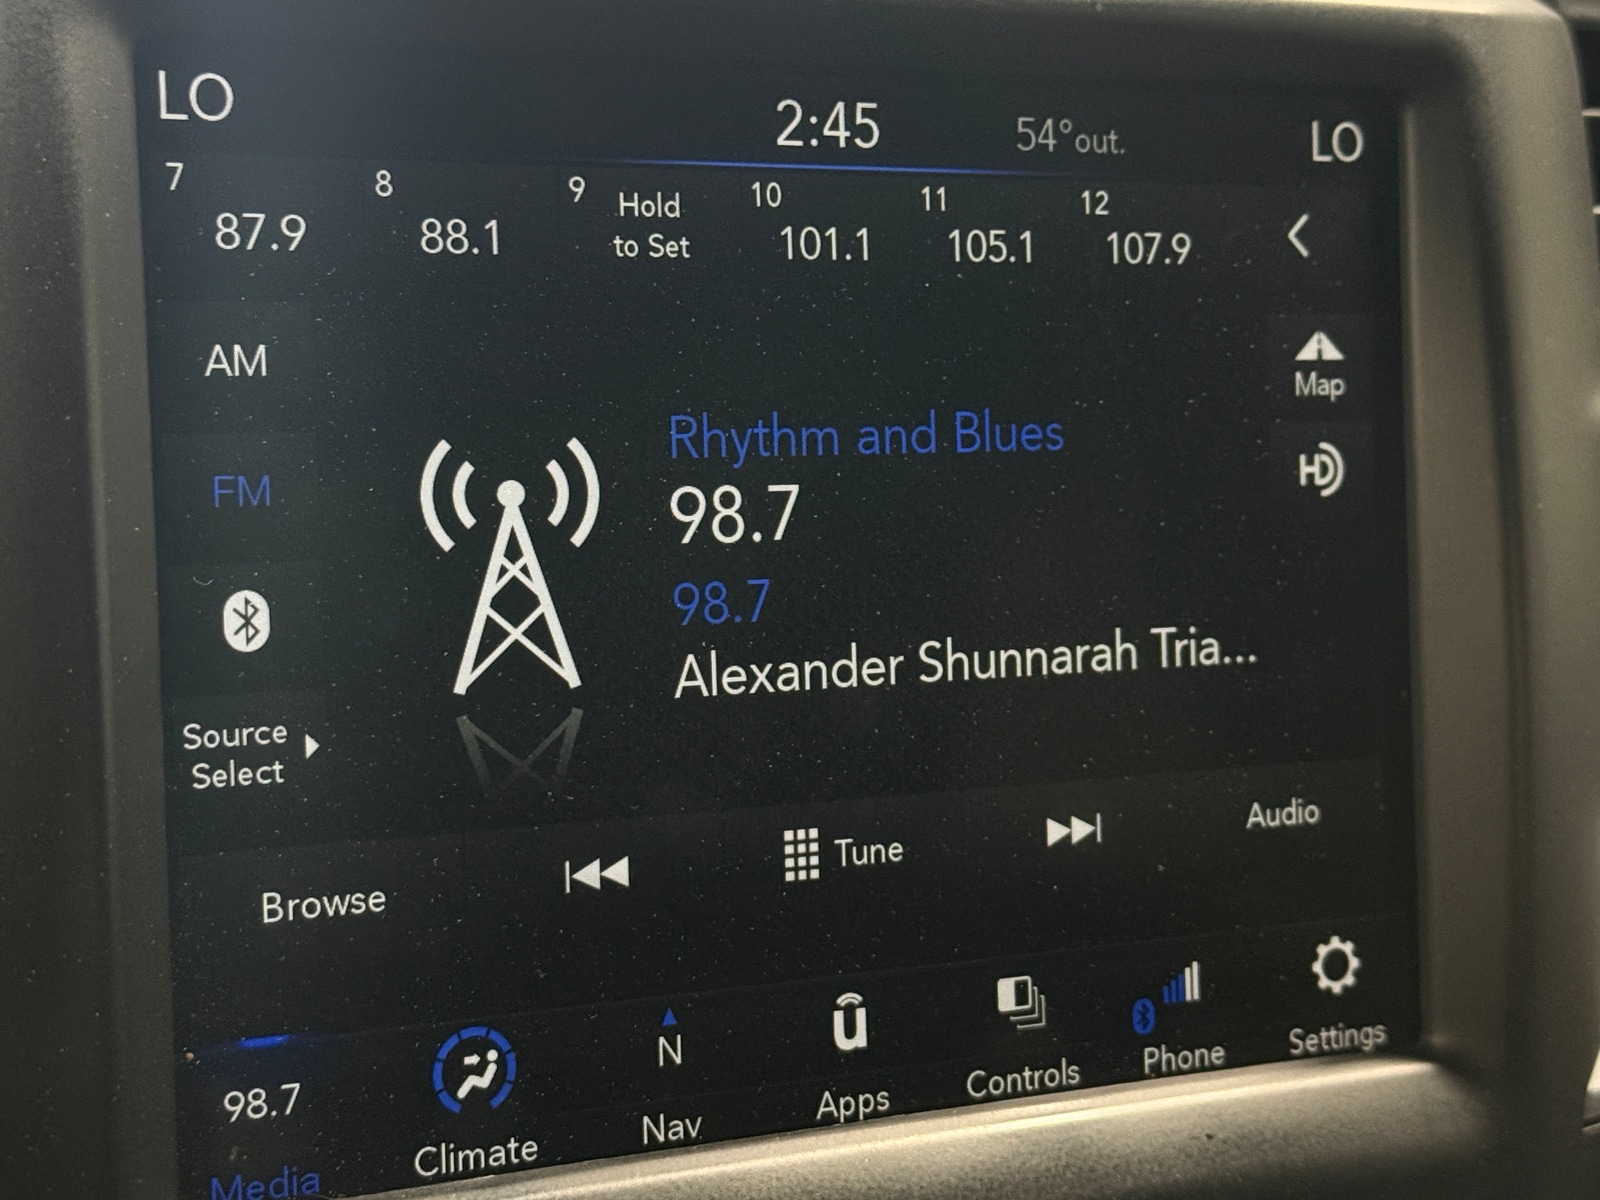 LO
2:45
54°out.
LO
7
87.9
8
88.1
9
Hold
to Set
10
101.1
11
105.1
12
107.9
AM
FM
Source
Select
Rhythm and Blues
98.7
98.7
Alexander Shunnarah Tria...
Map
HD
Browse
Tune
Audio
98.7
Media
Climate
N
Nav
u
Apps
Controls
Phone
Settings